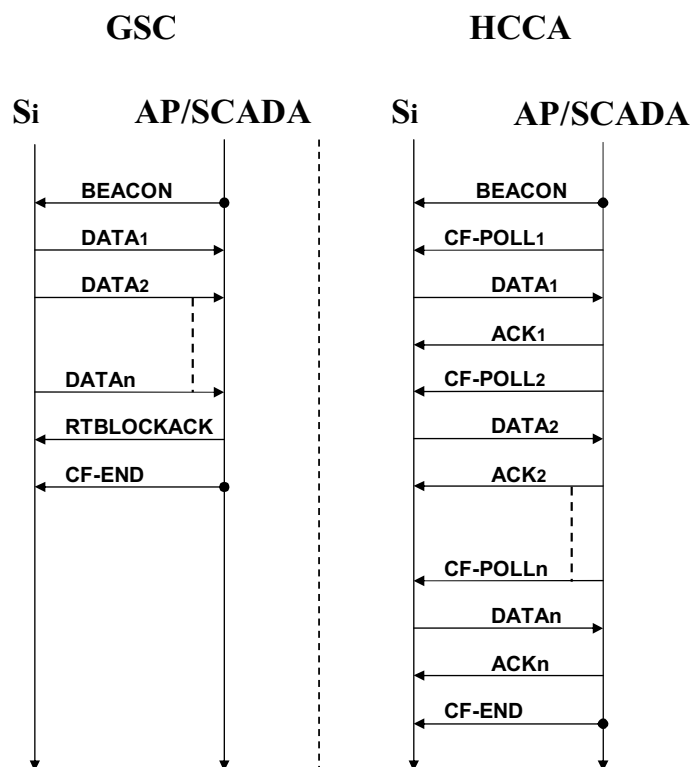 GSC
HCCA
Si
AP/SCADA
Si
AP/SCADA
BEACON
DATA1
DATA2
DATAn
RTBLOCKACK
CF-END
BEACON
CF-POLL1
DATA1
ACK1
CF-POLL2
DATA2
ACK2
CF-POLLn
DATAn
ACKn
CF-END